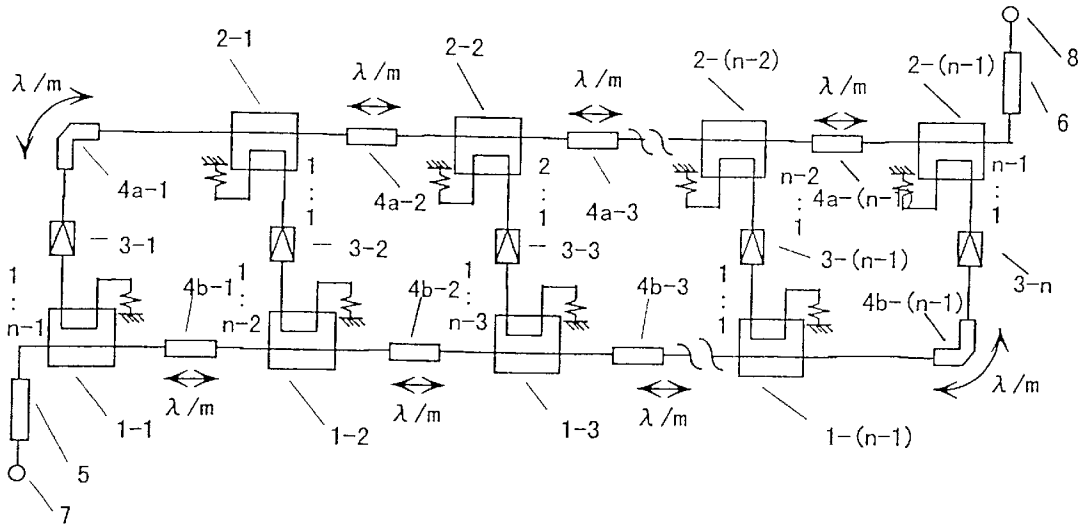 2-1
2-2
2-(n-2)
2-(n-1)
8
λ/m
λ/m
λ/m
λ/m
6
4a-1
4a-2
4a-3
4a-(n-1)
1
:
1
2
:
1
n-2
:
1
n-1
:
1
3-1
3-2
3-3
3-(n-1)
3-n
1
:
n-1
4b-1
1
:
n-2
4b-2
1
:
n-3
4b-3
1
:
1
4b-(n-1)
λ/m
λ/m
λ/m
λ/m
1-1
1-2
1-3
1-(n-1)
5
7